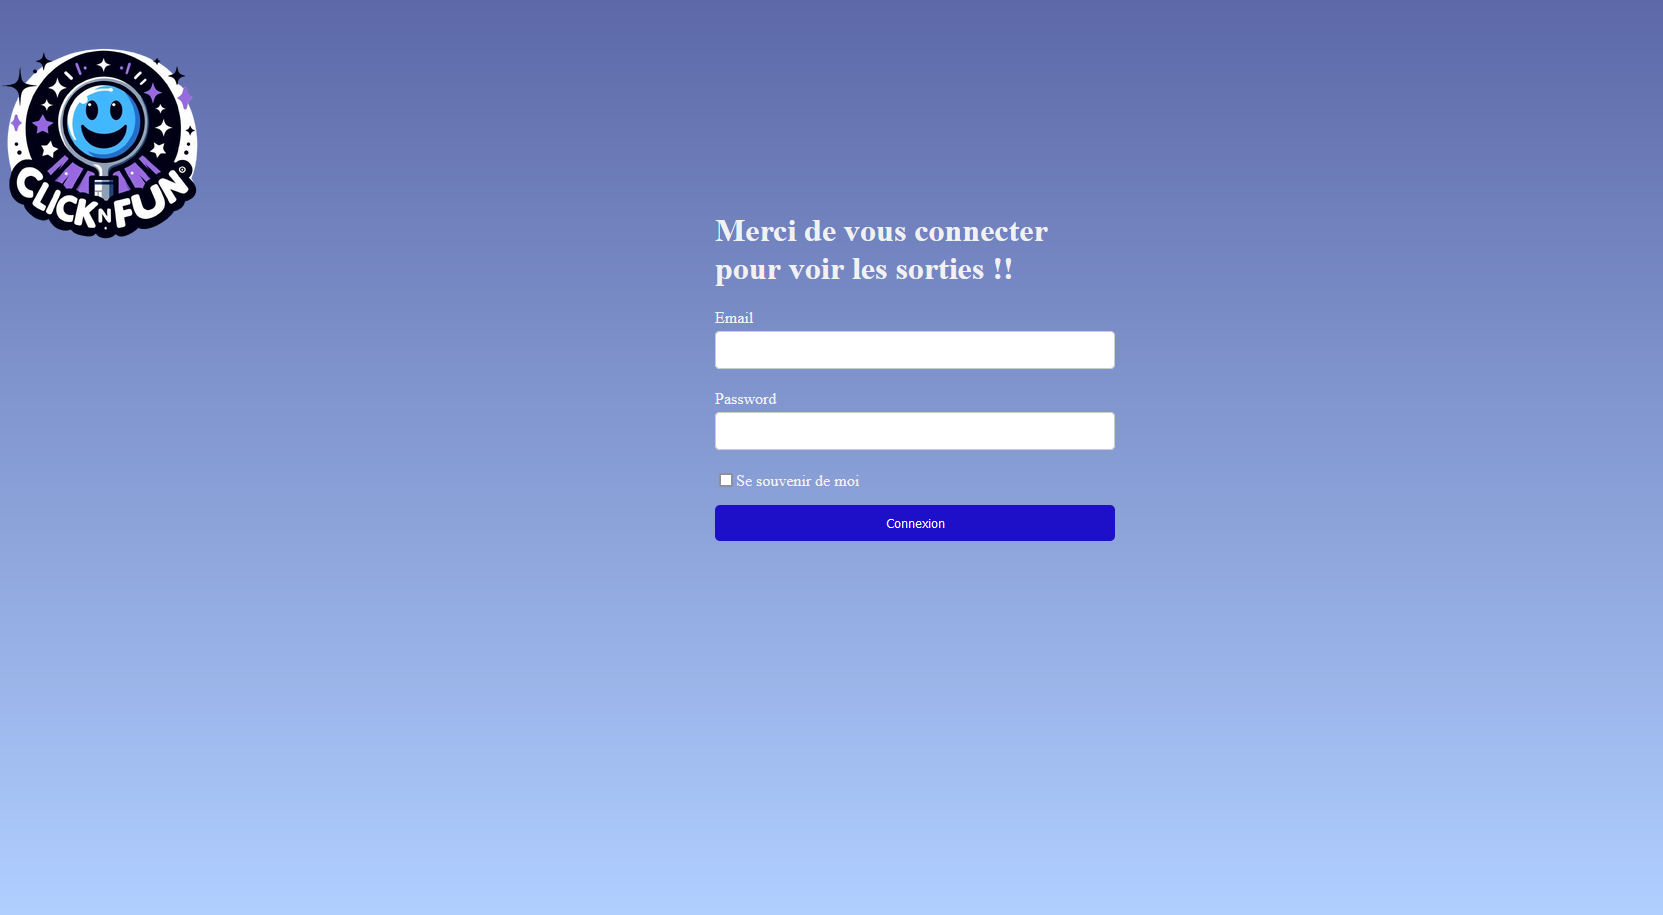 CLICK N FUN
Merci de vous connecter
pour voir les sorties !!
Email
Password
Se souvenir de moi
Connexion